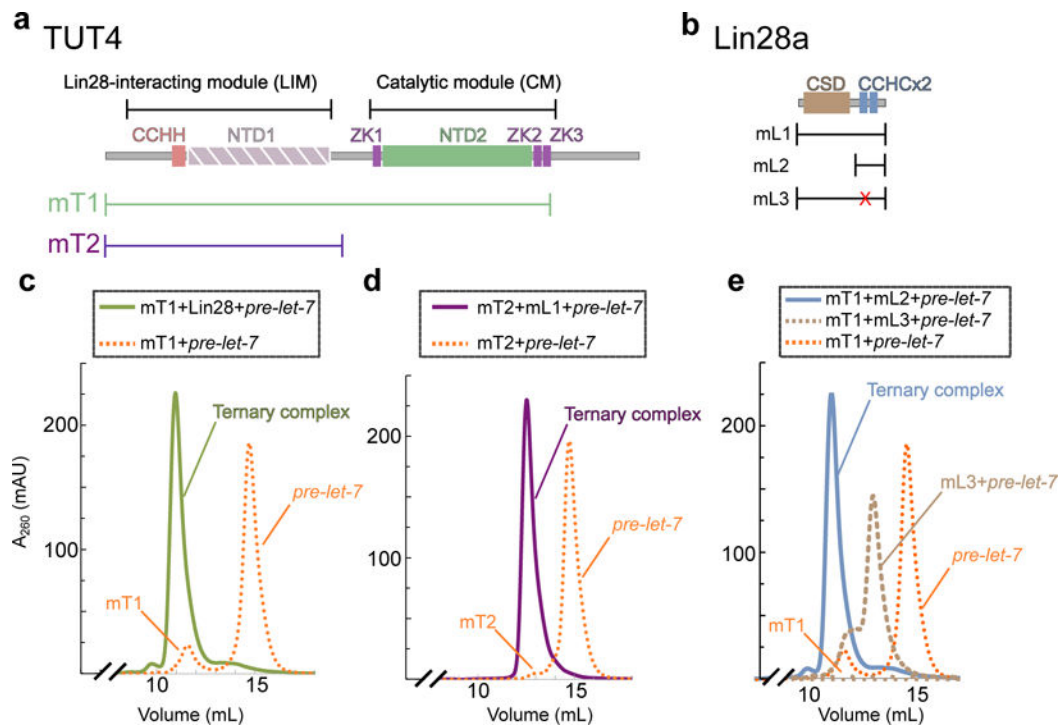 a TUT4
Lin28-interacting module (LIM)
Catalytic module (CM)
CCHH
NTD1
ZK1
NTD2
ZK2
ZK3
mT1
mT2
b Lin28a
CSD
CCHCx2
mL1
mL2
mL3
c
mT1+Lin28+pre-let-7
mT1+pre-let-7
A260 (mAU)
200
100
Ternary complex
pre-let-7
mT1
10
15
Volume (mL)
d
mT2+mL1+pre-let-7
mT2+pre-let-7
200
100
Ternary complex
pre-let-7
mT2
10
15
Volume (mL)
e
mT1+mL2+pre-let-7
mT1+mL3+pre-let-7
mT1+pre-let-7
200
100
Ternary complex
mL3+pre-let-7
pre-let-7
mT1
10
15
Volume (mL)